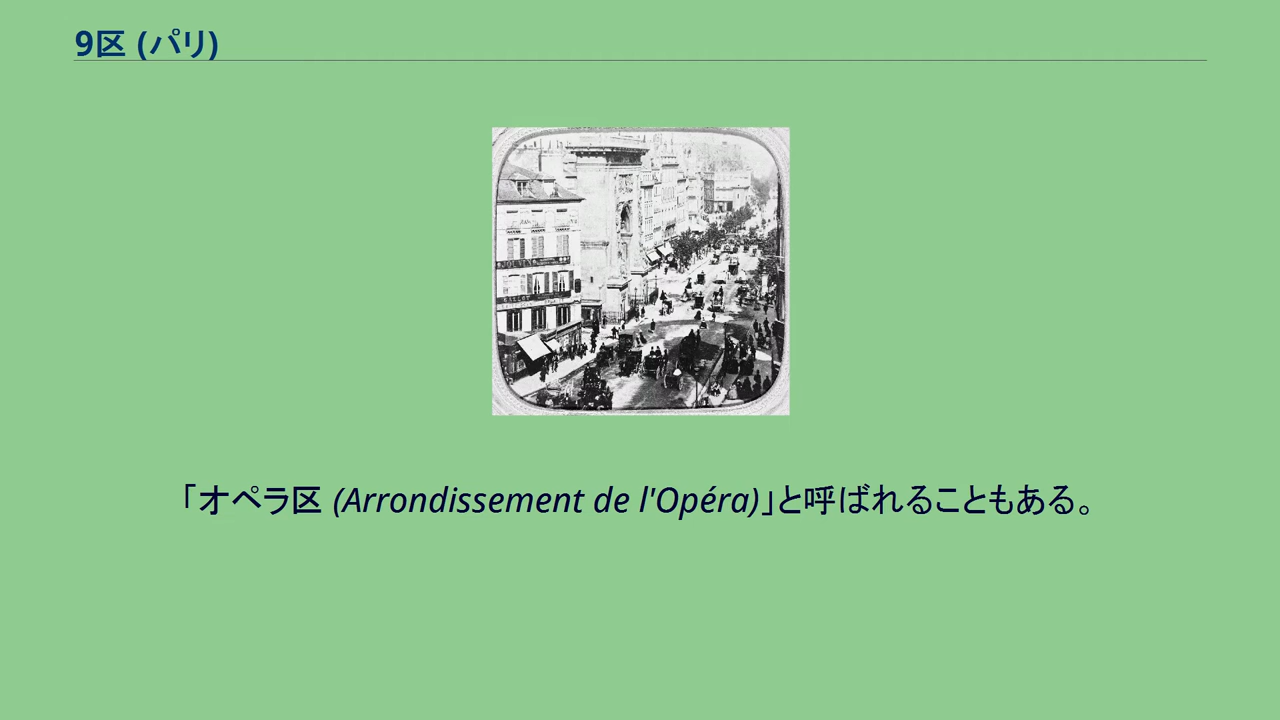 9区 (パリ)
「オペラ区 (Arrondissement de l'Opéra)」と呼ばれることもある。